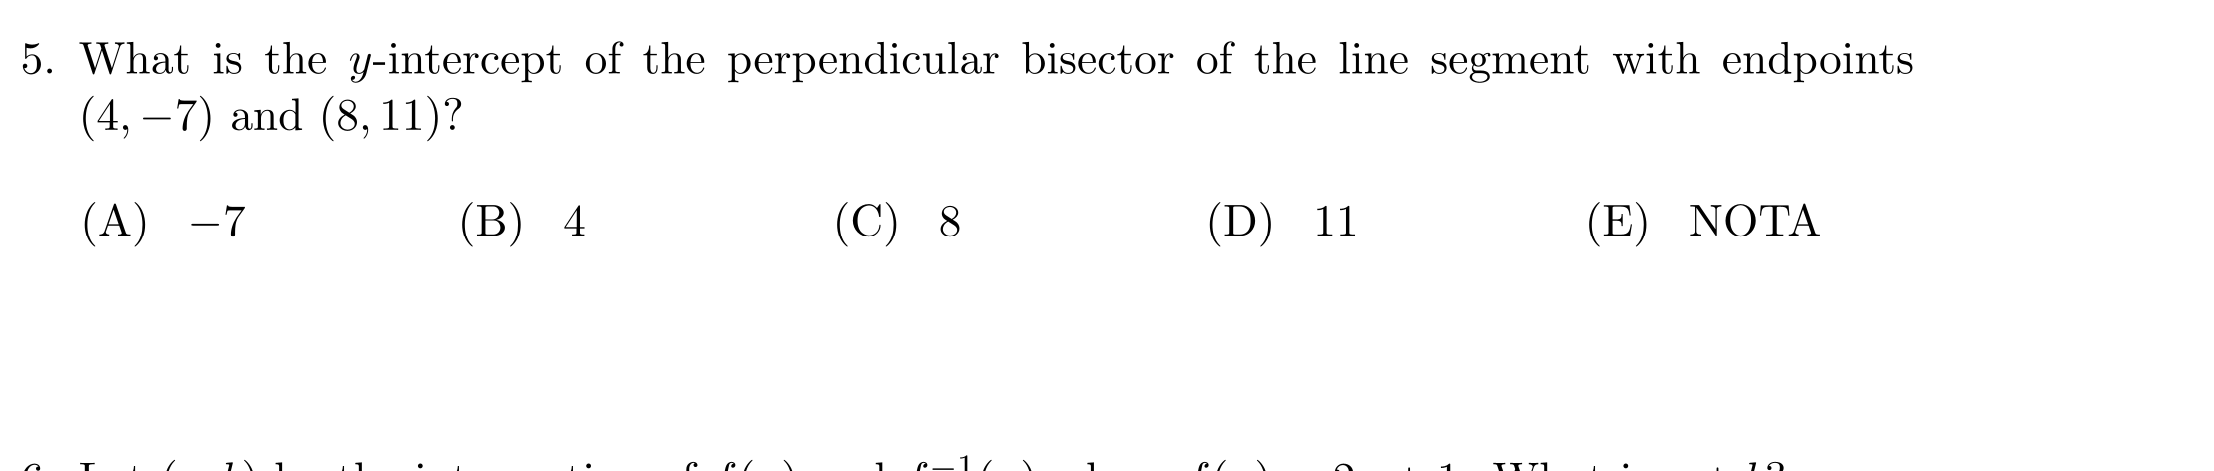 5. What is the y-intercept of the perpendicular bisector of the line segment with endpoints
(4, −7) and (8, 11)?
(A) −7 (B) 4 (C) 8 (D) 11 (E) NOTA